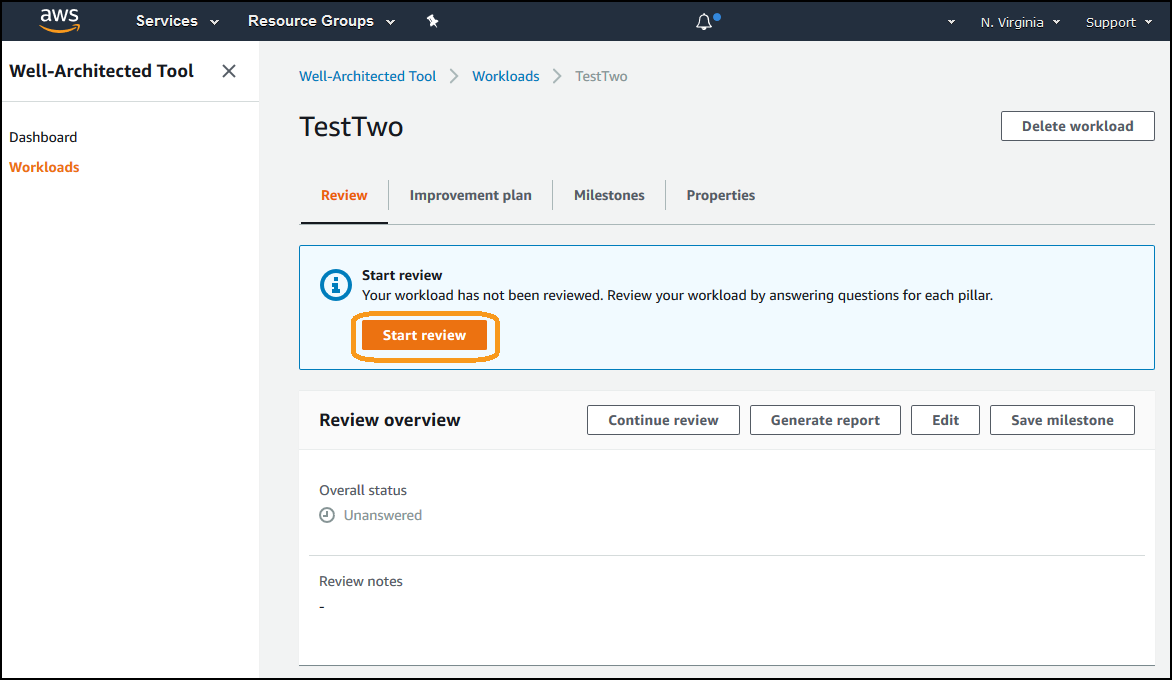 aws Services Resource Groups N. Virginia Support
Well-Architected Tool
Dashboard
Workloads
Well-Architected Tool Workloads TestTwo
TestTwo
Delete workload
Review Improvement plan Milestones Properties
Start review
Your workload has not been reviewed. Review your workload by answering questions for each pillar.
Start review
Review overview
Continue review Generate report Edit Save milestone
Overall status
Unanswered
Review notes
-